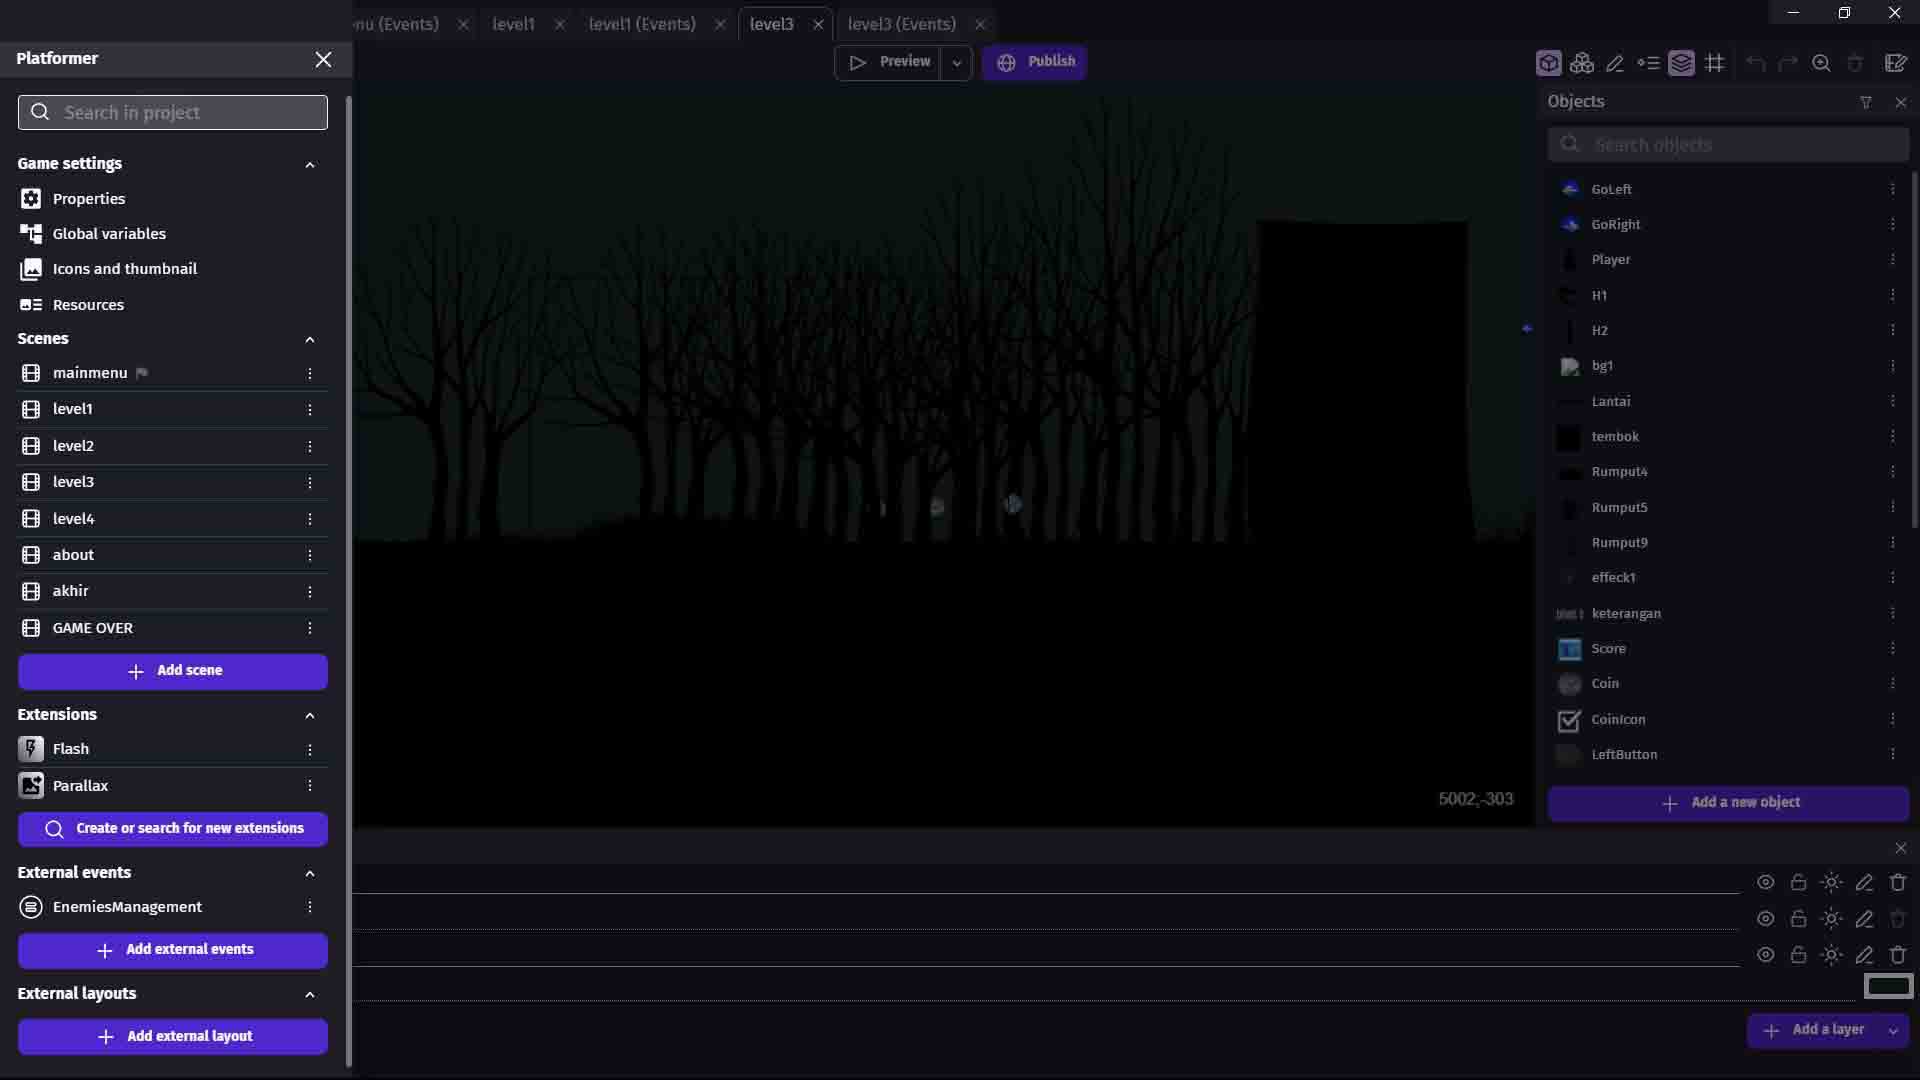 nu (Events)
level1
level1 (Events)
level3
level3 (Events)
Platformer
Preview
Publish
Search in project
Game settings
Properties
Global variables
Icons and thumbnail
Resources
Scenes
mainmenu
level1
level2
level3
level4
about
akhir
GAME OVER
Add scene
Extensions
Flash
Parallax
Create or search for new extensions
External events
EnemiesManagement
Add external events
External layouts
Add external layout
5002;-303
Objects
Search objects
GoLeft
GoRight
Player
H1
H2
bg1
Lantai
tembok
Rumput4
Rumput5
Rumput9
effeck1
keterangan
Score
Coin
CoinIcon
LeftButton
Add a new object
Add a layer